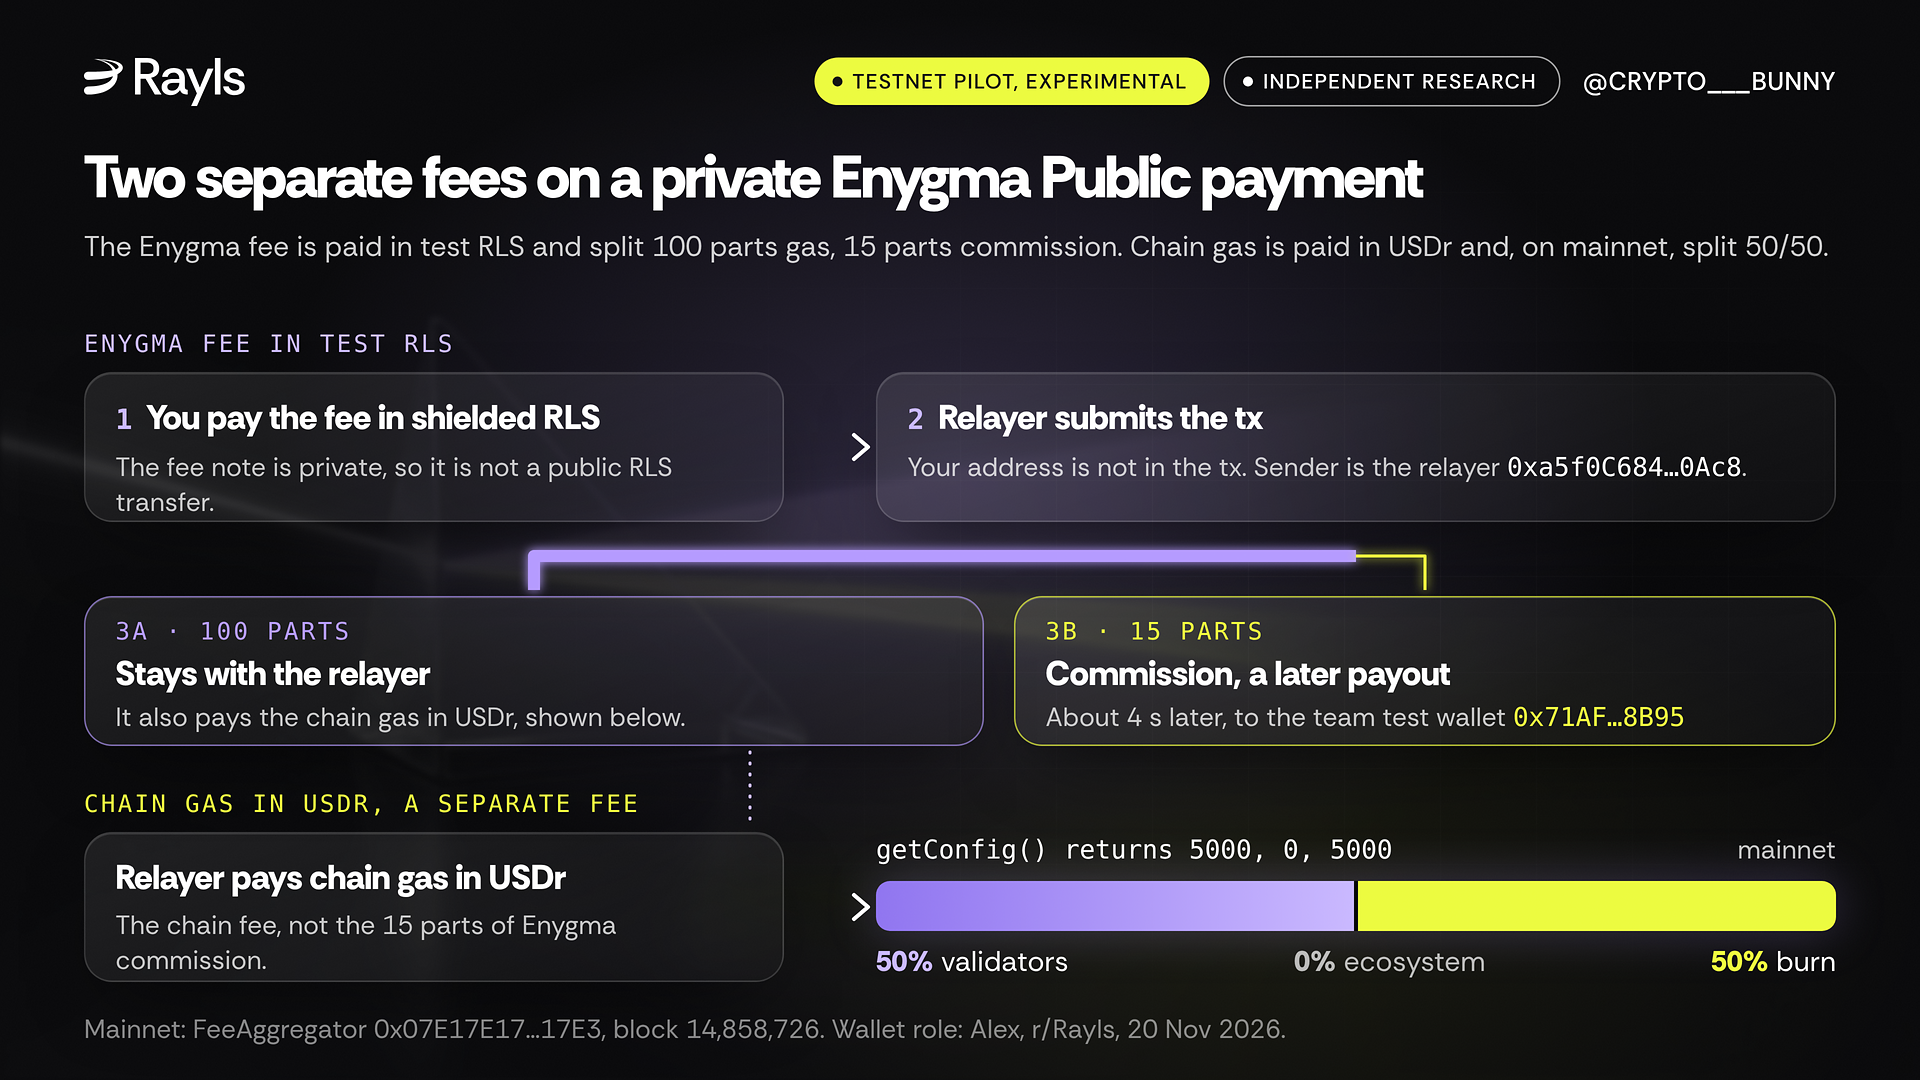 Rayls
TESTNET PILOT, EXPERIMENTAL
INDEPENDENT RESEARCH
@CRYPTO___BUNNY
Two separate fees on a private Enygma Public payment
The Enygma fee is paid in test RLS and split 100 parts gas, 15 parts commission. Chain gas is paid in USDr and, on mainnet, split 50/50.
ENYGMA FEE IN TEST RLS
1 You pay the fee in shielded RLS
The fee note is private, so it is not a public RLS
transfer.
2 Relayer submits the tx
Your address is not in the tx. Sender is the relayer 0xa5f0C684…0Ac8.
3A · 100 PARTS
Stays with the relayer
It also pays the chain gas in USDr, shown below.
3B · 15 PARTS
Commission, a later payout
About 4 s later, to the team test wallet 0x71AF…8B95
CHAIN GAS IN USDR, A SEPARATE FEE
Relayer pays chain gas in USDr
The chain fee, not the 15 parts of Enygma
commission.
getConfig() returns 5000, 0, 5000
mainnet
50% validators
0% ecosystem
50% burn
Mainnet: FeeAggregator 0x07E17E17…17E3, block 14,858,726. Wallet role: Alex, r/Rayls, 20 Nov 2026.